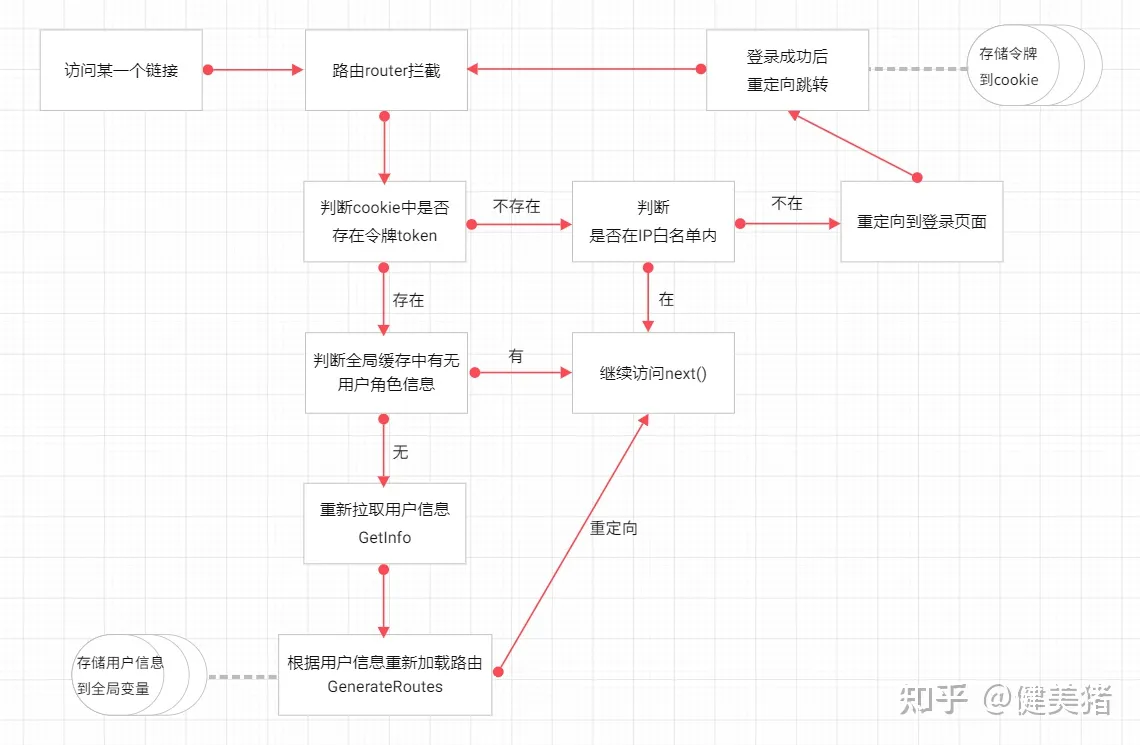 访问某一个链接
路由router拦截
登录成功后
重定向跳转
存储令牌
到cookie
判断cookie中是否
存在令牌token
不存在
判断
是否在IP白名单内
不在
重定向到登录页面
存在
在
判断全局缓存中有无
用户角色信息
有
继续访问next()
无
重新拉取用户信息
GetInfo
重定向
存储用户信息
到全局变量
根据用户信息重新加载路由
GenerateRoutes
知乎 @健美猪